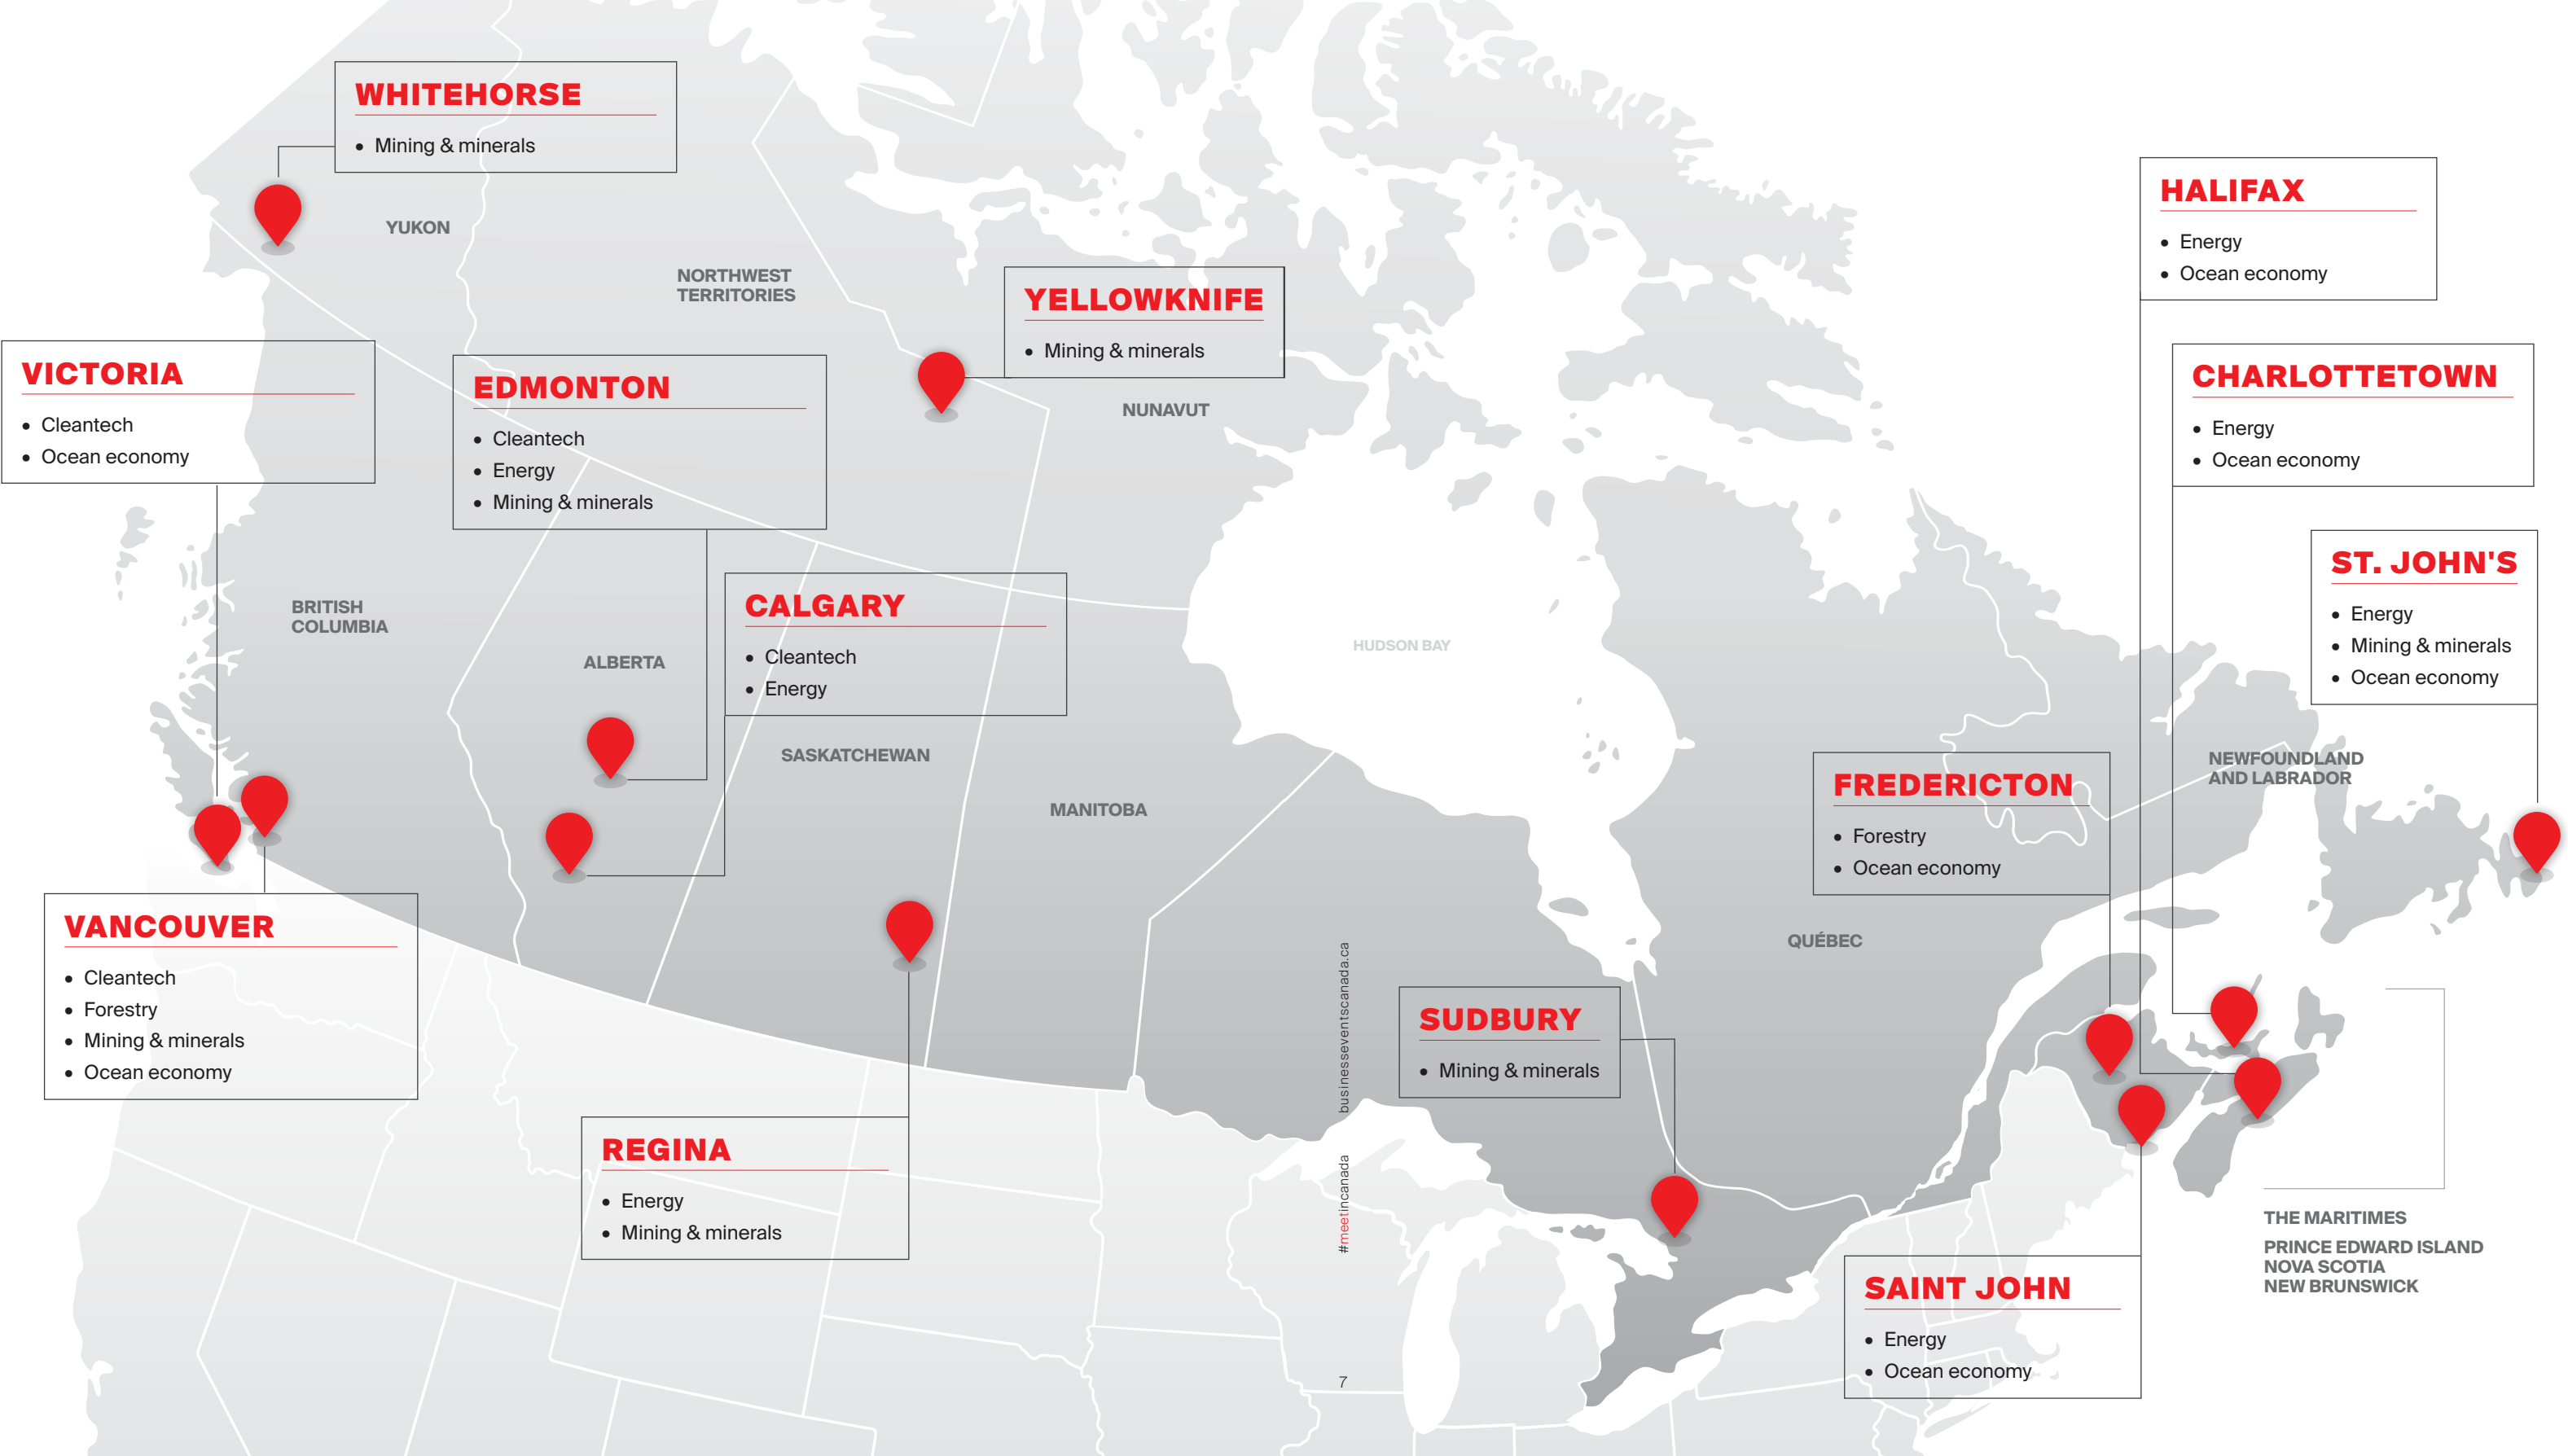 WHITEHORSE
• Mining & minerals
YUKON
NORTHWEST
TERRITORIES
YELLOWKNIFE
• Mining & minerals
NUNAVUT
HALIFAX
• Energy
• Ocean economy
VICTORIA
• Cleantech
• Ocean economy
EDMONTON
• Cleantech
• Energy
• Mining & minerals
CHARLOTTETOWN
• Energy
• Ocean economy
ST. JOHN'S
• Energy
• Mining & minerals
• Ocean economy
BRITISH
COLUMBIA
ALBERTA
CALGARY
• Cleantech
• Energy
HUDSON BAY
SASKATCHEWAN
MANITOBA
NEWFOUNDLAND
AND LABRADOR
FREDERICTON
• Forestry
• Ocean economy
QUÉBEC
VANCOUVER
• Cleantech
• Forestry
• Mining & minerals
• Ocean economy
REGINA
• Energy
• Mining & minerals
SUDBURY
• Mining & minerals
SAINT JOHN
• Energy
• Ocean economy
THE MARITIMES
PRINCE EDWARD ISLAND
NOVA SCOTIA
NEW BRUNSWICK
#meetincanada businesseventscanada.ca
7